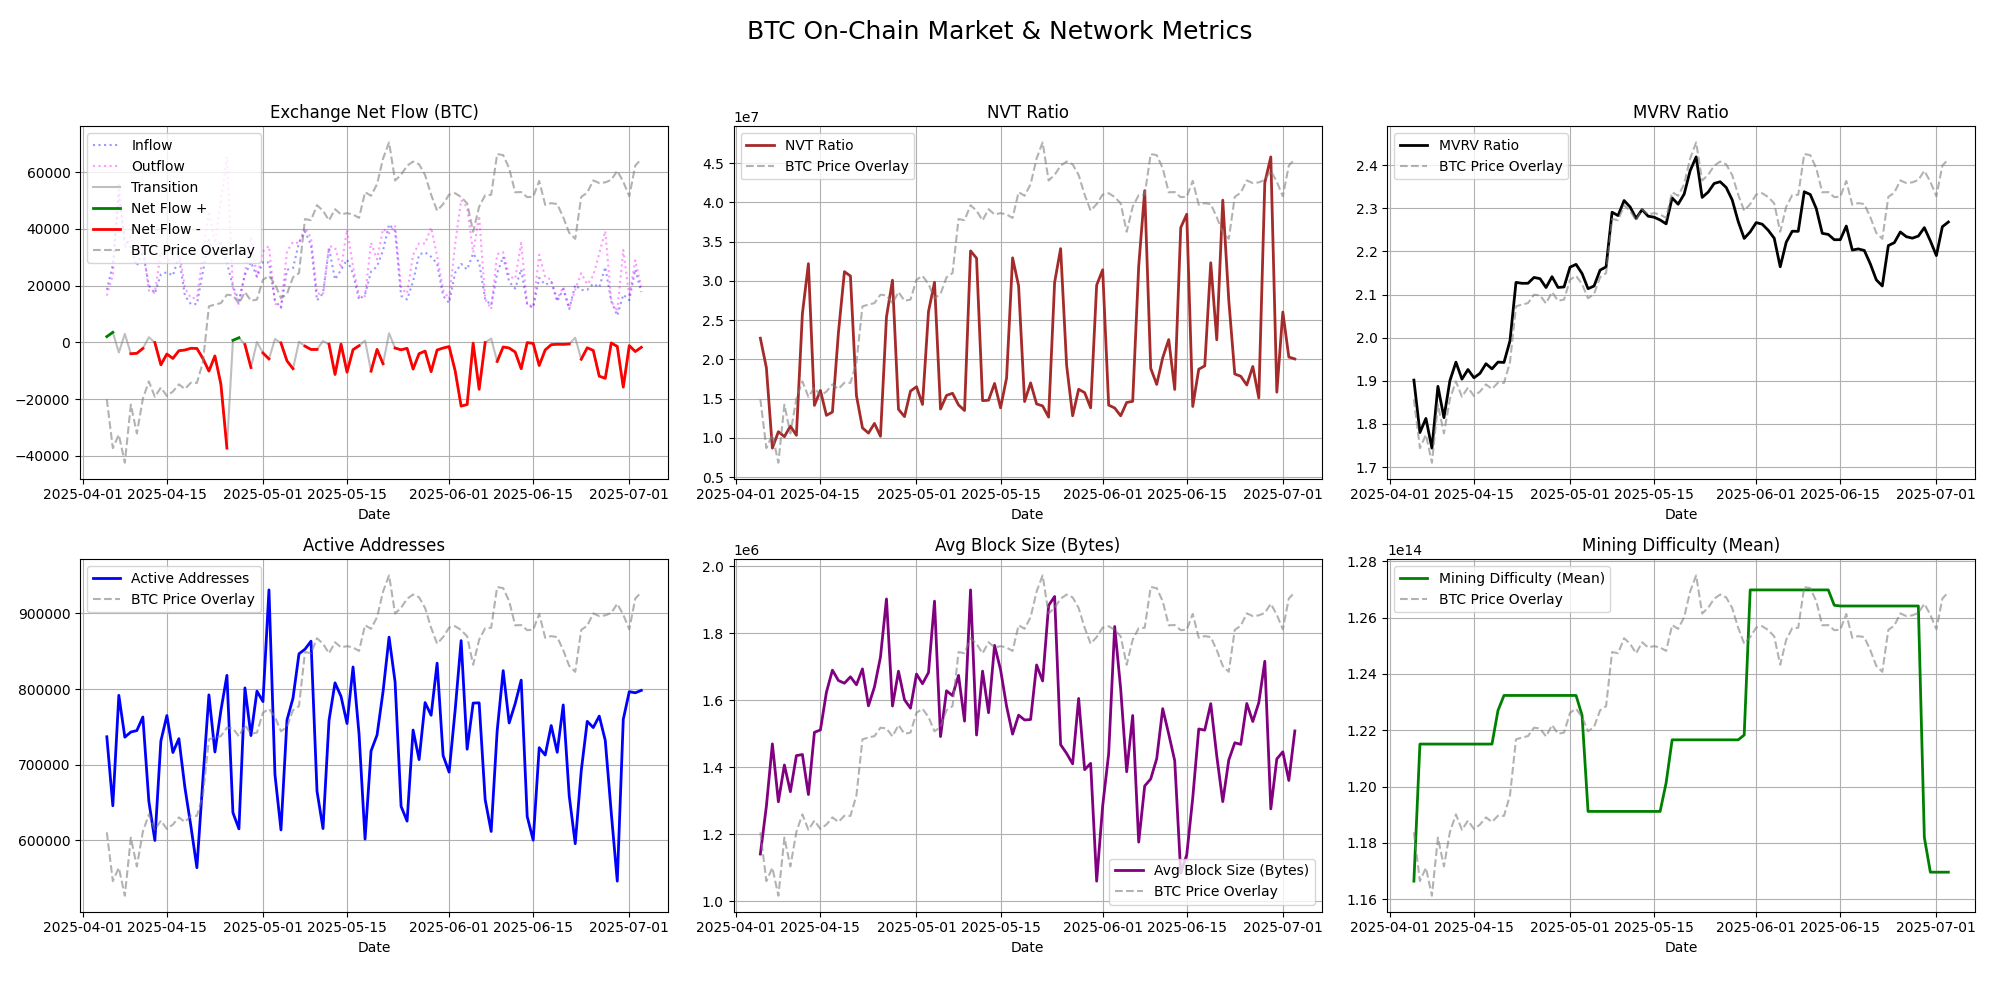 BTC On-Chain Market & Network Metrics
Exchange Net Flow (BTC)
Inflow
Outflow
Transition
Net Flow +
Net Flow -
BTC Price Overlay
60000
40000
20000
0
−20000
−40000
2025-04-01 2025-04-15 2025-05-01 2025-05-15 2025-06-01 2025-06-15 2025-07-01
Date
NVT Ratio
1e7
NVT Ratio
BTC Price Overlay
4.5
4.0
3.5
3.0
2.5
2.0
1.5
1.0
0.5
2025-04-01 2025-04-15 2025-05-01 2025-05-15 2025-06-01 2025-06-15 2025-07-01
Date
MVRV Ratio
MVRV Ratio
BTC Price Overlay
2.4
2.3
2.2
2.1
2.0
1.9
1.8
1.7
2025-04-01 2025-04-15 2025-05-01 2025-05-15 2025-06-01 2025-06-15 2025-07-01
Date
Active Addresses
Active Addresses
BTC Price Overlay
900000
800000
700000
600000
2025-04-01 2025-04-15 2025-05-01 2025-05-15 2025-06-01 2025-06-15 2025-07-01
Date
Avg Block Size (Bytes)
1e6
2.0
1.8
1.6
1.4
1.2
1.0
Avg Block Size (Bytes)
BTC Price Overlay
2025-04-01 2025-04-15 2025-05-01 2025-05-15 2025-06-01 2025-06-15 2025-07-01
Date
Mining Difficulty (Mean)
1e14
Mining Difficulty (Mean)
BTC Price Overlay
1.28
1.26
1.24
1.22
1.20
1.18
1.16
2025-04-01 2025-04-15 2025-05-01 2025-05-15 2025-06-01 2025-06-15 2025-07-01
Date